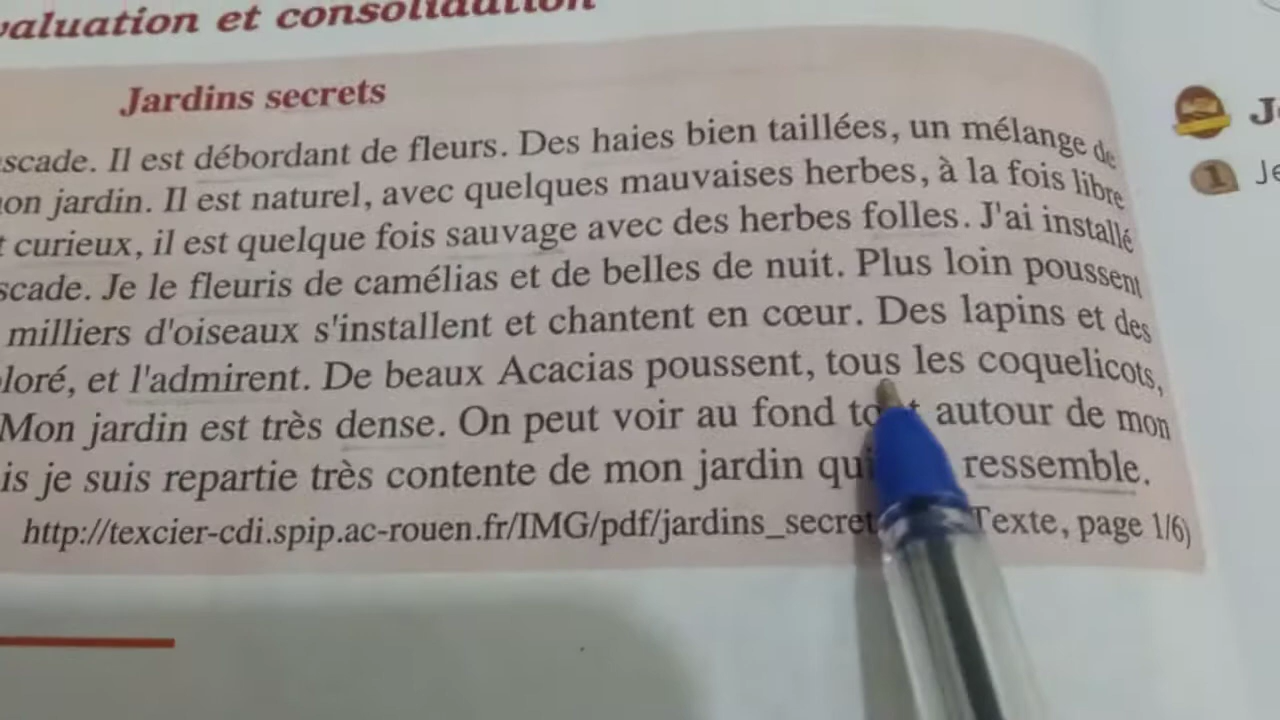 valuation et consolidation
Jardins secrets
scade. Il est débordant de fleurs. Des haies bien taillées, un mélange de
on jardin. Il est naturel, avec quelques mauvaises herbes, à la fois libre
t curieux, il est quelque fois sauvage avec des herbes folles. J'ai installé
scade. Je le fleuris de camélias et de belles de nuit. Plus loin poussent
milliers d'oiseaux s'installent et chantent en cœur. Des lapins et des
loré, et l'admirent. De beaux Acacias poussent, tous les coquelicots,
Mon jardin est très dense. On peut voir au fond autour de mon
is je suis repartie très contente de mon jardin ressemble.
http://texcier-cdi.spip.ac-rouen.fr/IMG/pdf/jardins_secret Texte, page 1/6)
1 Je